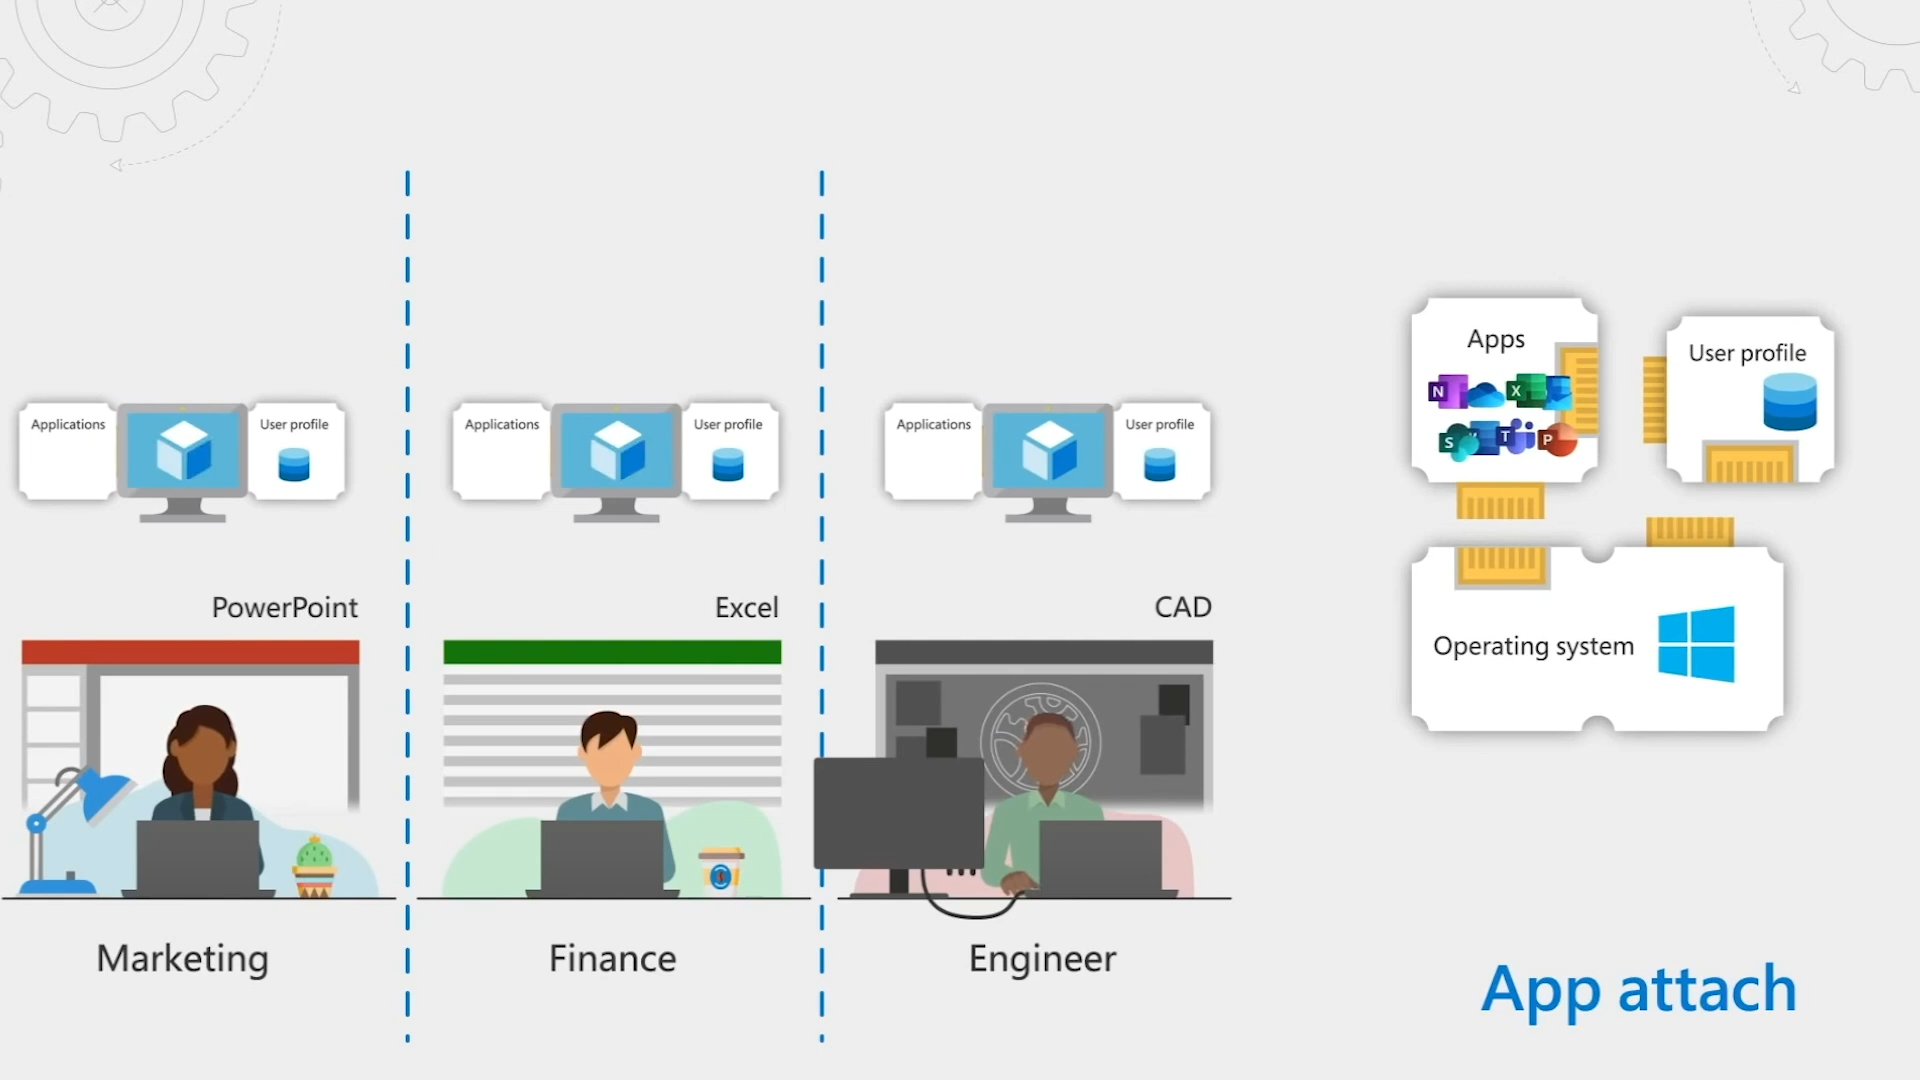 Applications
User profile
Applications
User profile
Applications
User profile
PowerPoint
Excel
CAD
Marketing
Finance
Engineer
Apps
N
X
S
W
T
P
User profile
Operating system
App attach